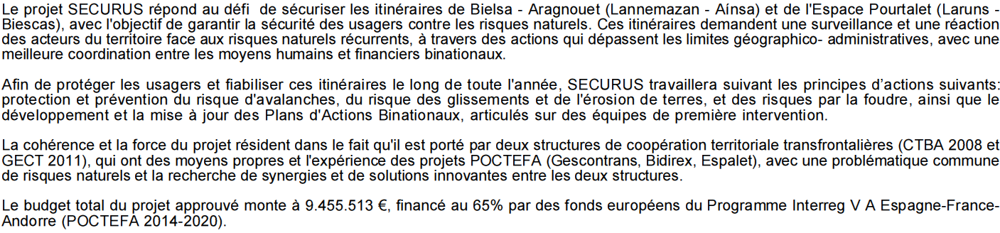 Le projet SECURUS répond au défi  de sécuriser les itinéraires de Bielsa - Aragnouet (Lannemazan - Aínsa) et de l'Espace Pourtalet (Laruns -
Biescas), avec l'objectif de garantir la sécurité des usagers contre les risques naturels. Ces itinéraires demandent une surveillance et une réaction
des acteurs du territoire face aux risques naturels récurrents, à travers des actions qui dépassent les limites géographico- administratives, avec une
meilleure coordination entre les moyens humains et financiers binationaux.

Afin de protéger les usagers et fiabiliser ces itinéraires le long de toute l'année, SECURUS travaillera suivant les principes d’actions suivants:
protection et prévention du risque d'avalanches, du risque des glissements et de l'érosion de terres, et des risques par la foudre, ainsi que le
développement et la mise à jour des Plans d'Actions Binationaux, articulés sur des équipes de première intervention.

La cohérence et la force du projet résident dans le fait qu'il est porté par deux structures de coopération territoriale transfrontalières (CTBA 2008 et
GECT 2011), qui ont des moyens propres et l'expérience des projets POCTEFA (Gescontrans, Bidirex, Espalet), avec une problématique commune
de risques naturels et la recherche de synergies et de solutions innovantes entre les deux structures.

Le budget total du projet approuvé monte à 9.455.513 €, financé au 65% par des fonds européens du Programme Interreg V A Espagne-France-
Andorre (POCTEFA 2014-2020).